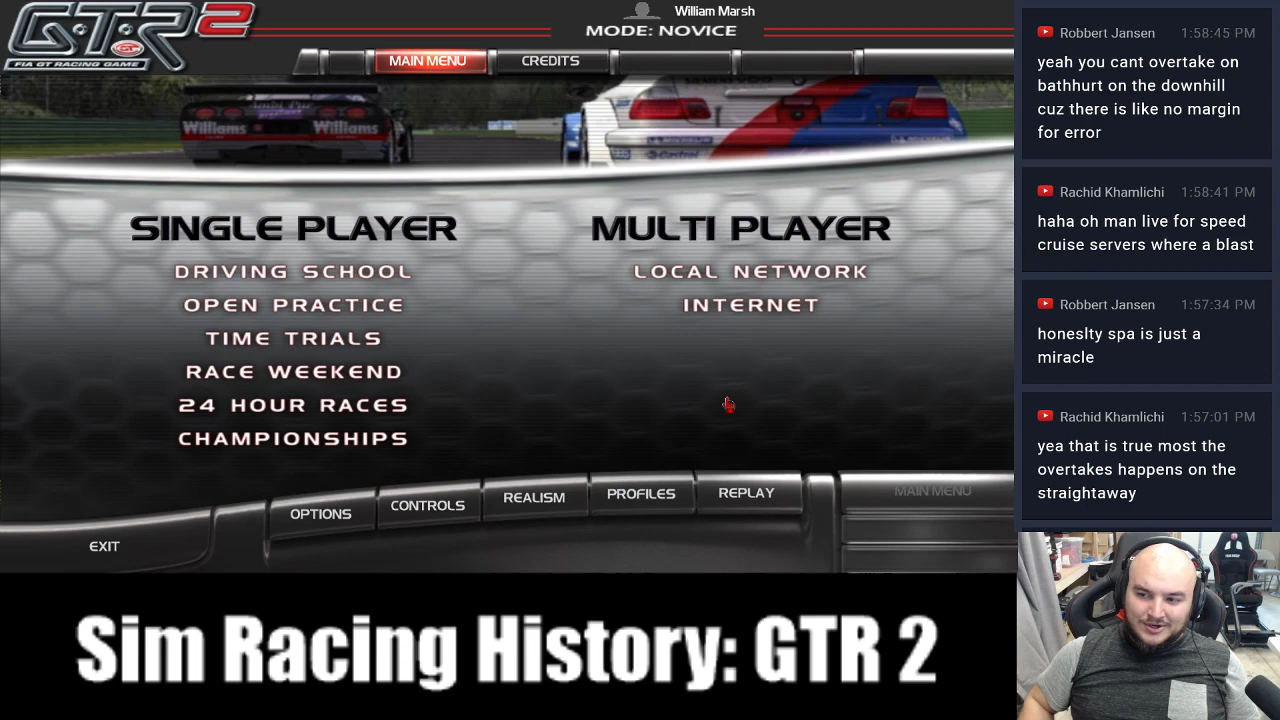 GTR2
FIA GT RACING GAME
William Marsh
MODE: NOVICE
MAIN MENU
CREDITS
Williams
Williams
Castrol
SINGLE PLAYER
DRIVING SCHOOL
OPEN PRACTICE
TIME TRIALS
RACE WEEKEND
24 HOUR RACES
CHAMPIONSHIPS
MULTI PLAYER
LOCAL NETWORK
INTERNET
OPTIONS
CONTROLS
REALISM
PROFILES
REPLAY
MAIN MENU
EXIT
Sim Racing History: GTR 2
Robbert Jansen 1:58:45 PM
yeah you cant overtake on
bathhurt on the downhill
cuz there is like no margin
for error
Rachid Khamlichi 1:58:41 PM
haha oh man live for speed
cruise servers where a blast
Robbert Jansen 1:57:34 PM
honeslty spa is just a
miracle
Rachid Khamlichi 1:57:01 PM
yea that is true most the
overtakes happens on the
straightaway